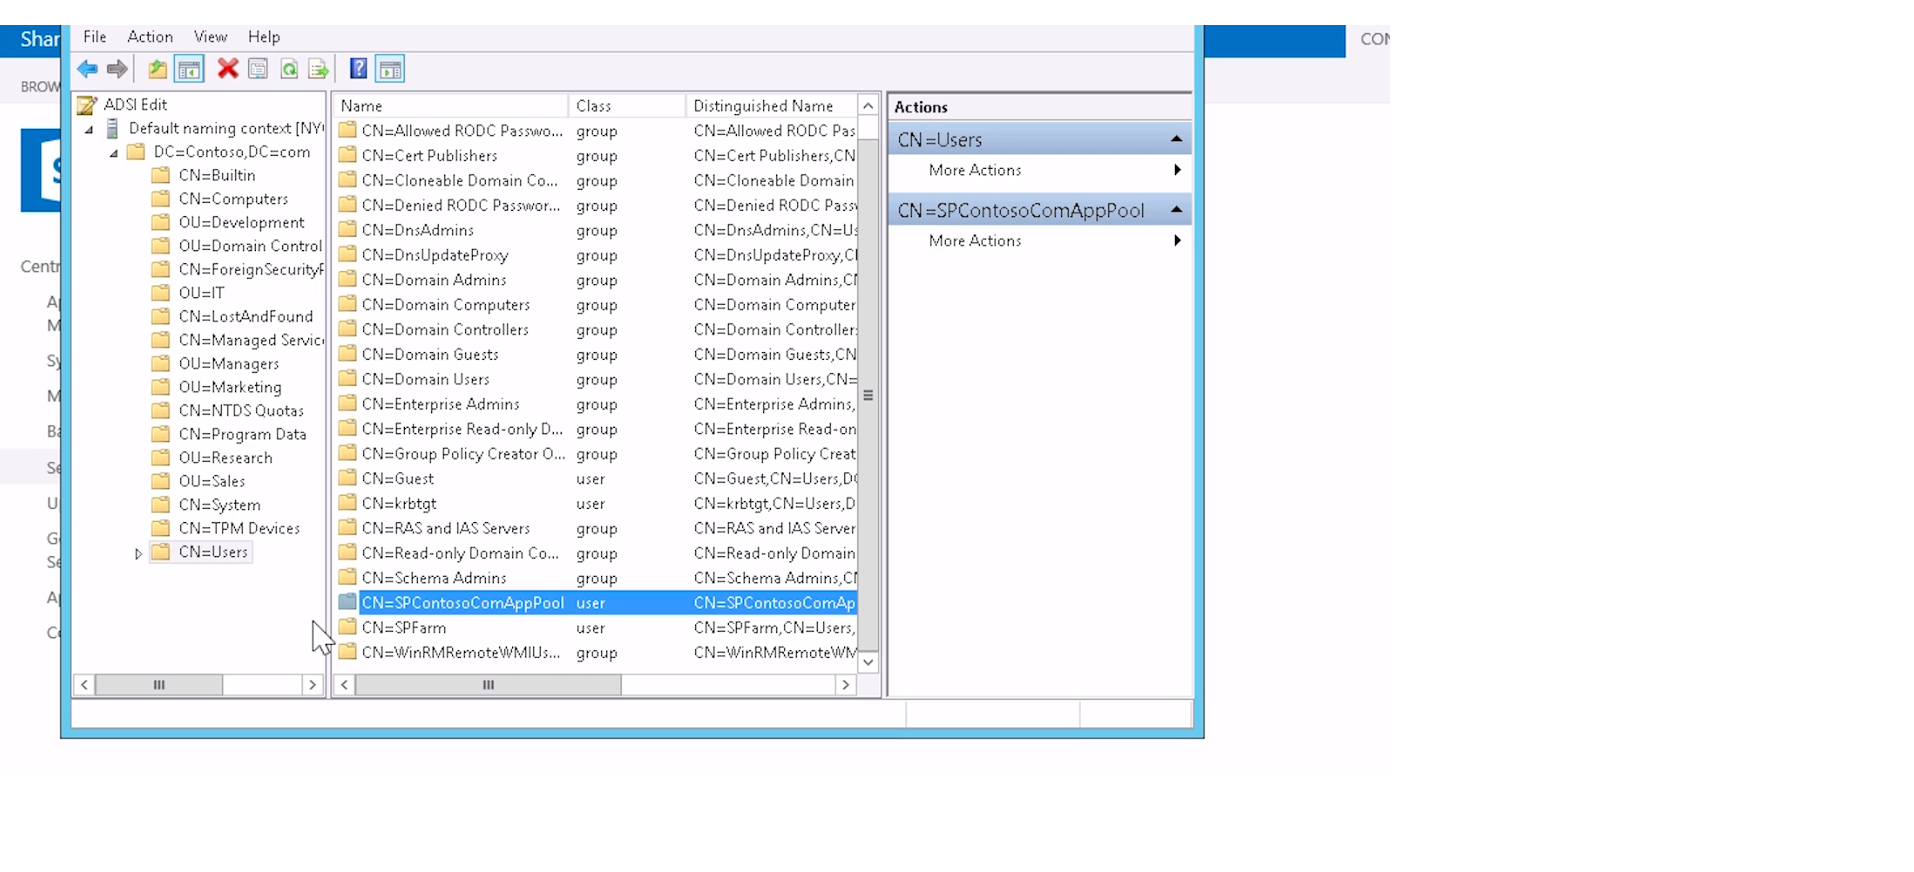 Shar
CON
BROW
S
Centr
File Action View Help
ADSI Edit
Default naming context [NY
DC=Contoso,DC=com
CN=Builtin
CN=Computers
OU=Development
OU=Domain Control
CN=ForeignSecurityF
OU=IT
CN=LostAndFound
CN=Managed Servic
OU=Managers
OU=Marketing
CN=NTDS Quotas
CN=Program Data
OU=Research
OU=Sales
CN=System
CN=TPM Devices
CN=Users
Name Class Distinguished Name
CN=Allowed RODC Passwo... group CN=Allowed RODC Pas
CN=Cert Publishers group CN=Cert Publishers,CN
CN=Cloneable Domain Co... group CN=Cloneable Domain
CN=Denied RODC Passwor... group CN=Denied RODC Passw
CN=DnsAdmins group CN=DnsAdmins,CN=Us
CN=DnsUpdateProxy group CN=DnsUpdateProxy,C
CN=Domain Admins group CN=Domain Admins,C
CN=Domain Computers group CN=Domain Computer
CN=Domain Controllers group CN=Domain Controller
CN=Domain Guests group CN=Domain Guests,CN
CN=Domain Users group CN=Domain Users,CN=
CN=Enterprise Admins group CN=Enterprise Admins,
CN=Enterprise Read-only D... group CN=Enterprise Read-on
CN=Group Policy Creator O... group CN=Group Policy Creat
CN=Guest user CN=Guest,CN=Users,D
CN=krbtgt user CN=krbtgt,CN=Users,D
CN=RAS and IAS Servers group CN=RAS and IAS Server
CN=Read-only Domain Co... group CN=Read-only Domain
CN=Schema Admins group CN=Schema Admins,C
CN=SPContosoComAppPool user CN=SPContosoComAp
CN=SPFarm user CN=SPFarm,CN=Users,
CN=WinRMRemoteWMIUs... group CN=WinRMRemoteWM
Actions
CN=Users
More Actions
CN=SPContosoComAppPool
More Actions
Ap
M
Sy
M
Ba
Se
U
G
Se
A
C